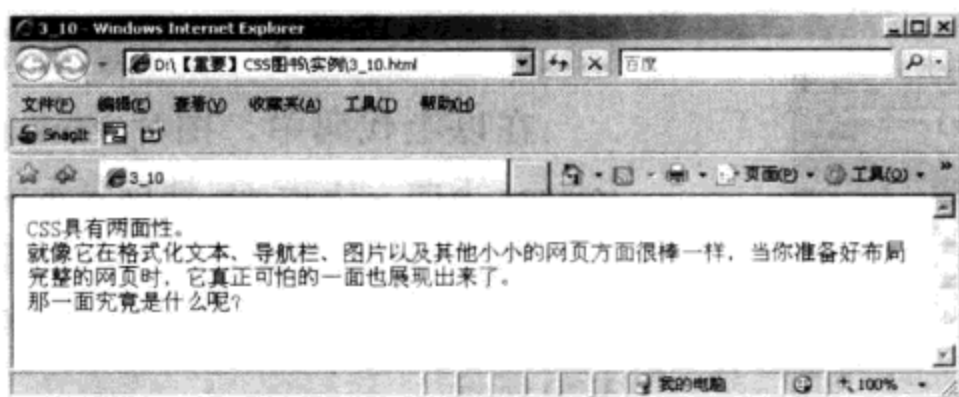 3_10 - Windows Internet Explorer
D:\【重要】CSS图书\实例\3_10.html 百度
文件(F) 编辑(E) 查看(V) 收藏夹(A) 工具(T) 帮助(H)
SnagIt
3_10 页面(P) 工具(O)
CSS具有两面性。
就像它在格式化文本、导航栏、图片以及其他小小的网页方面很棒一样，当你准备好布局
完整的网页时，它真正可怕的一面也展现出来了。
那一面究竟是什么呢?
我的电脑 100%